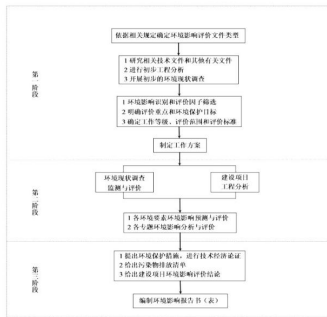 依据相关规定确定环境影响评价文件类型
第一阶段
1 研究相关技术文件和其他有关文件
2 进行初步工程分析
3 开展初步的环境现状调查
1 环境影响识别和评价因子筛选
2 明确评价重点和环境保护目标
3 确定工作等级、评价范围和评价标准
制定工作方案
第二阶段
环境现状调查
监测与评价
建设项目
工程分析
1 各环境要素环境影响预测与评价
2 各专题环境影响分析与评价
第三阶段
1 提出环境保护措施，进行技术经济论证
2 给出污染物排放清单
3 给出建设项目环境影响评价结论
编制环境影响报告书（表）